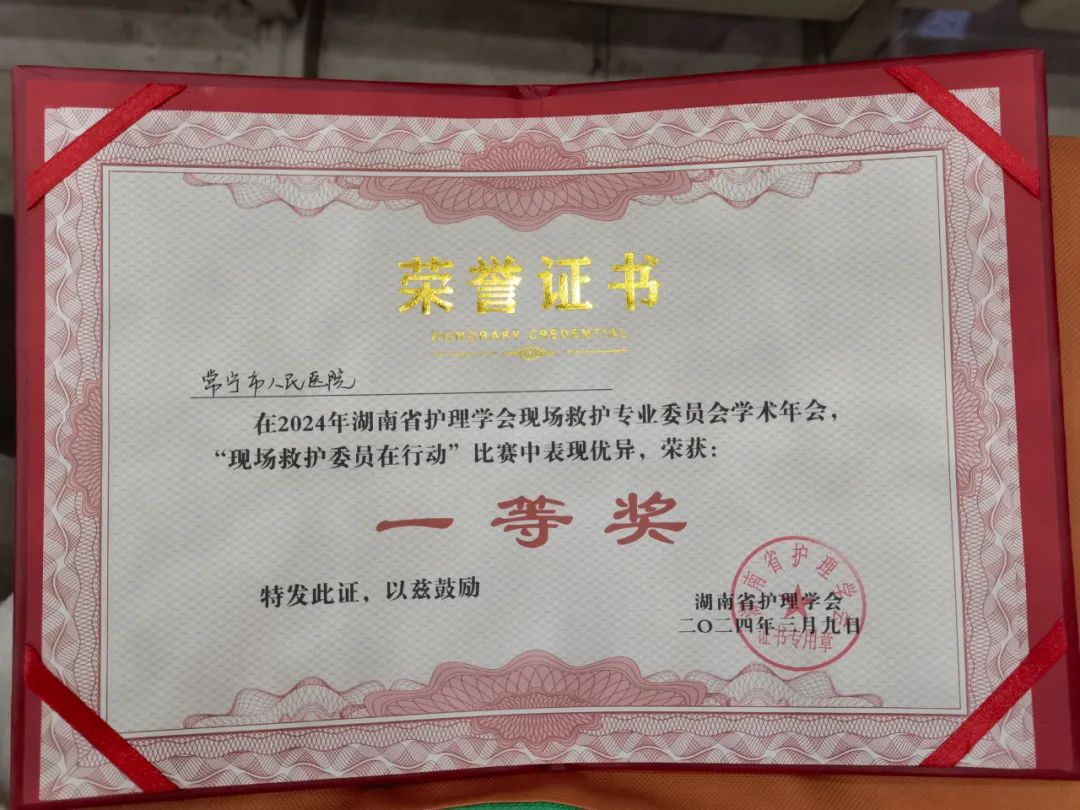 荣誉证书
HONORARY CREDENTIAL
常宁市人民医院
在2024年湖南省护理学会现场救护专业委员会学术年会，
“现场救护委员在行动”比赛中表现优异，荣获：
一等奖
特发此证，以兹鼓励
湖南省护理学会
二〇二四年三月九日
湖南省护理学会
证书专用章